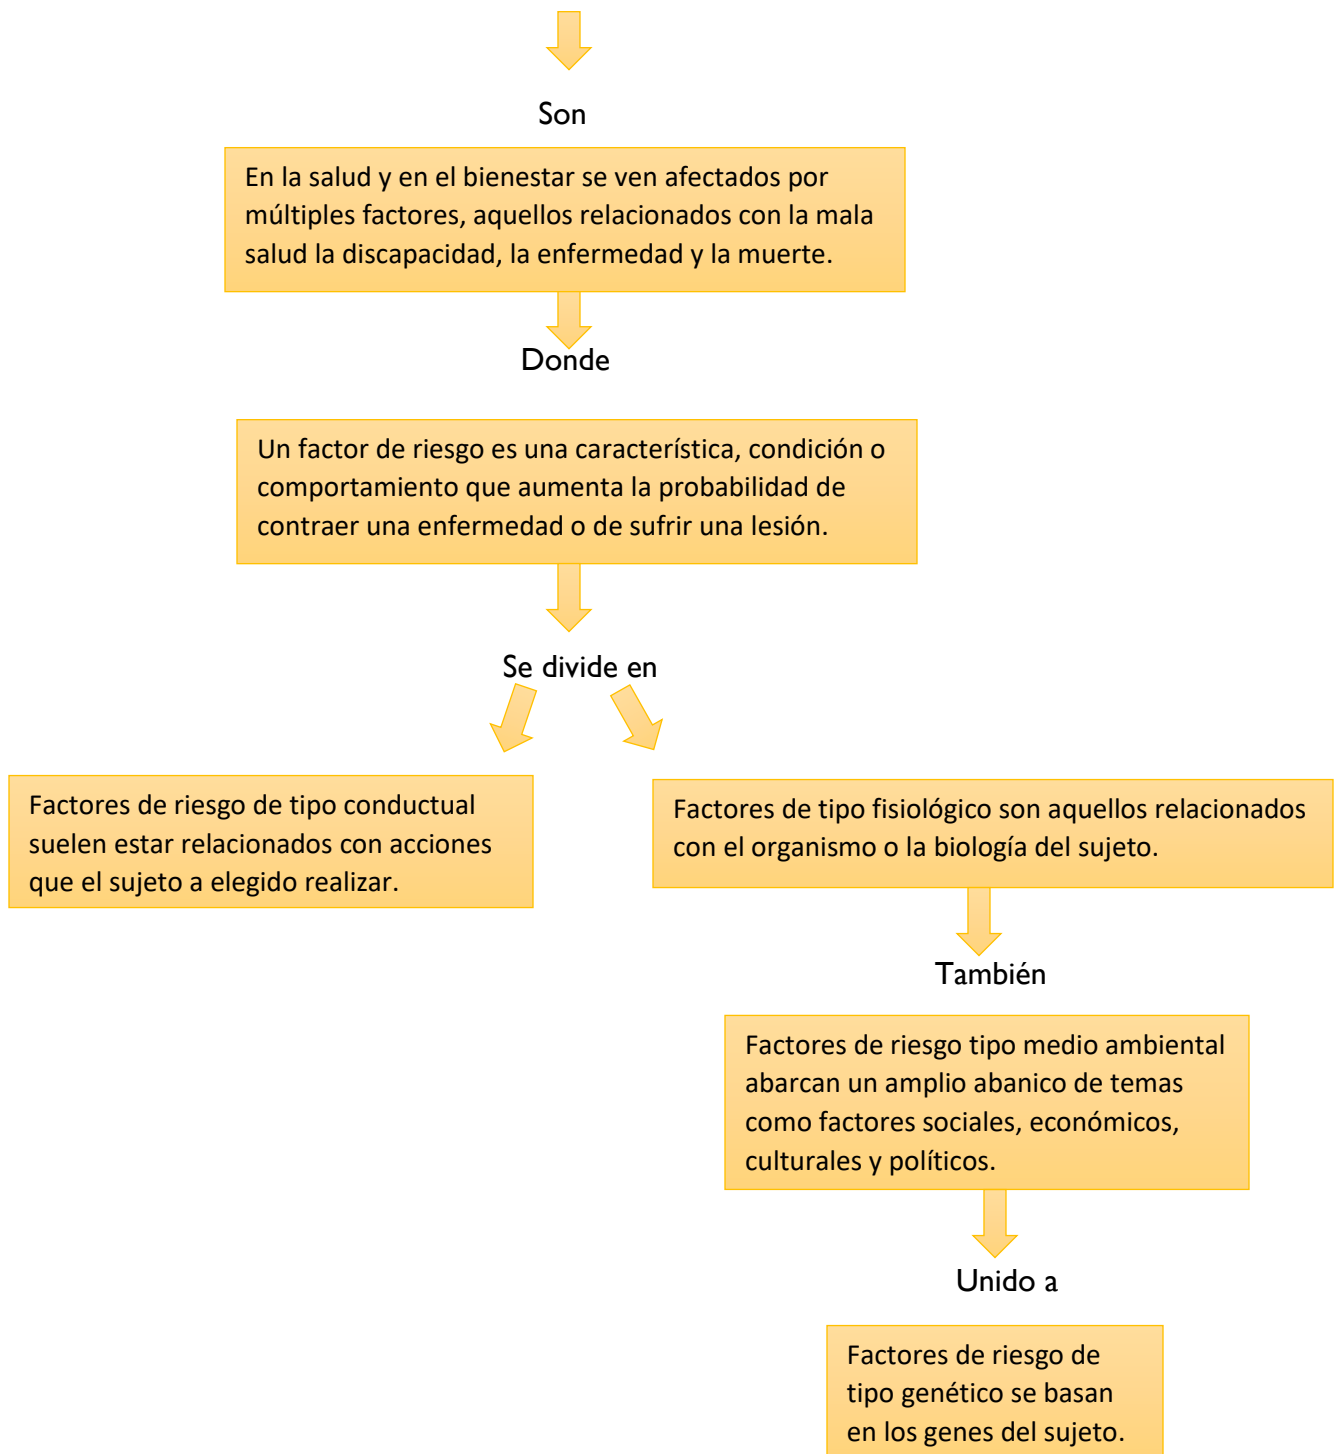 Son
En la salud y en el bienestar se ven afectados por
múltiples factores, aquellos relacionados con la mala
salud la discapacidad, la enfermedad y la muerte.
Donde
Un factor de riesgo es una característica, condición o
comportamiento que aumenta la probabilidad de
contraer una enfermedad o de sufrir una lesión.
Se divide en
Factores de riesgo de tipo conductual
suelen estar relacionados con acciones
que el sujeto a elegido realizar.
Factores de tipo fisiológico son aquellos relacionados
con el organismo o la biología del sujeto.
También
Factores de riesgo tipo medio ambiental
abarcan un amplio abanico de temas
como factores sociales, económicos,
culturales y políticos.
Unido a
Factores de riesgo de
tipo genético se basan
en los genes del sujeto.